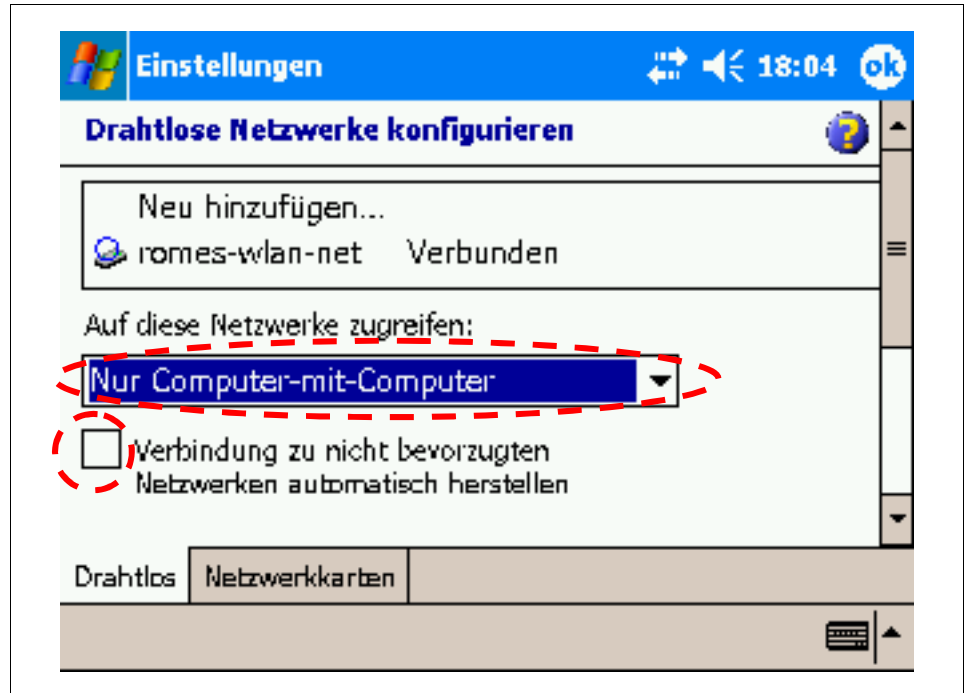 Einstellungen 18:04 ok
Drahtlose Netzwerke konfigurieren
Neu hinzufügen...
romes-wlan-net Verbunden
Auf diese Netzwerke zugreifen:
Nur Computer-mit-Computer
Verbindung zu nicht bevorzugten
Netzwerken automatisch herstellen
Drahtlos Netzwerkkarten